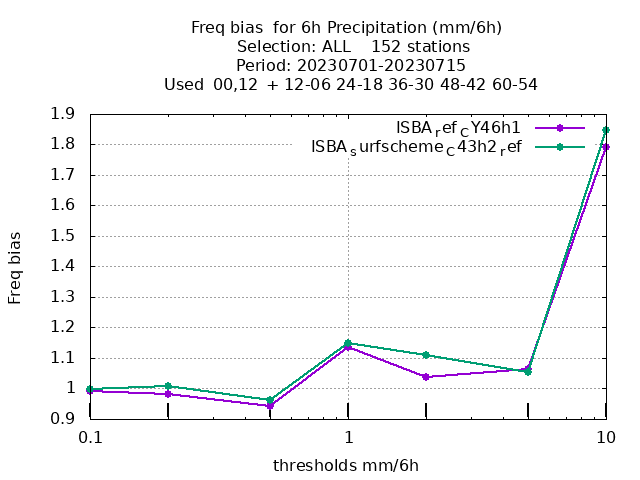 Freq bias  for 6h Precipitation (mm/6h)
Selection: ALL    152 stations
Period: 20230701-20230715
Used  00,12  + 12-06 24-18 36-30 48-42 60-54
ISBArefCY46h1
ISBAsurfschemeC43h2ref
1.9
1.8
1.7
1.6
1.5
1.4
1.3
1.2
1.1
1
0.9
Freq bias
0.1
1
10
thresholds mm/6h